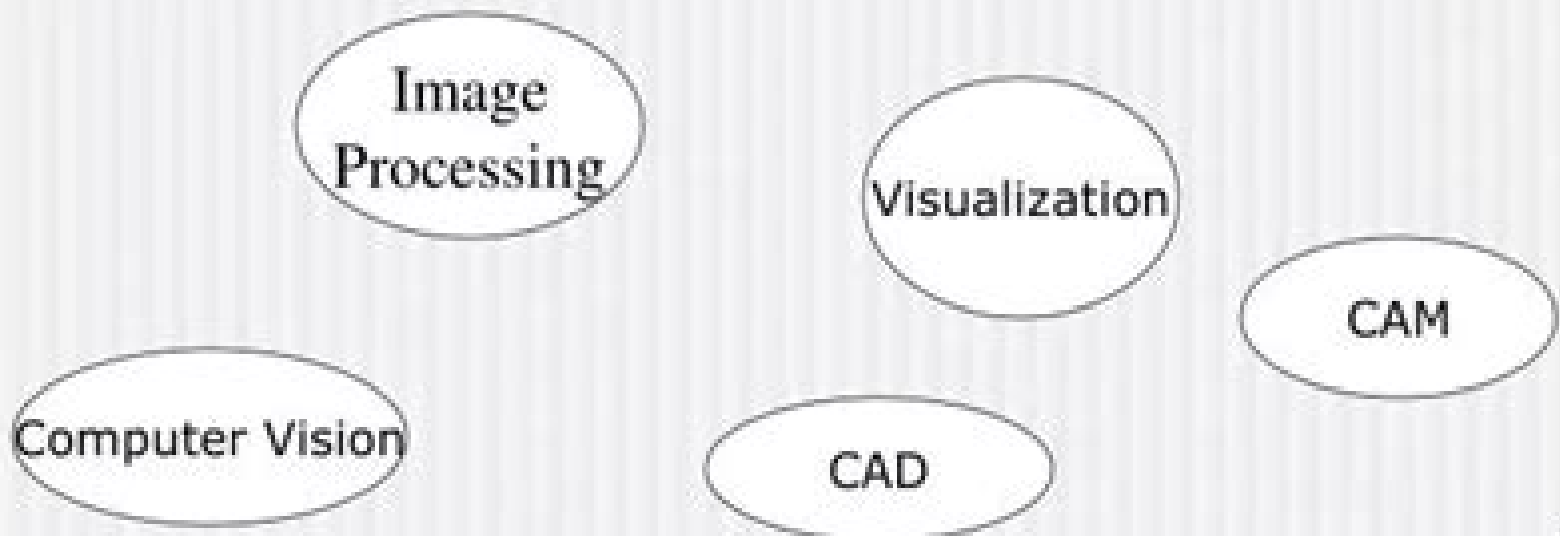 Image
Processing
Visualization
CAM
Computer Vision
CAD